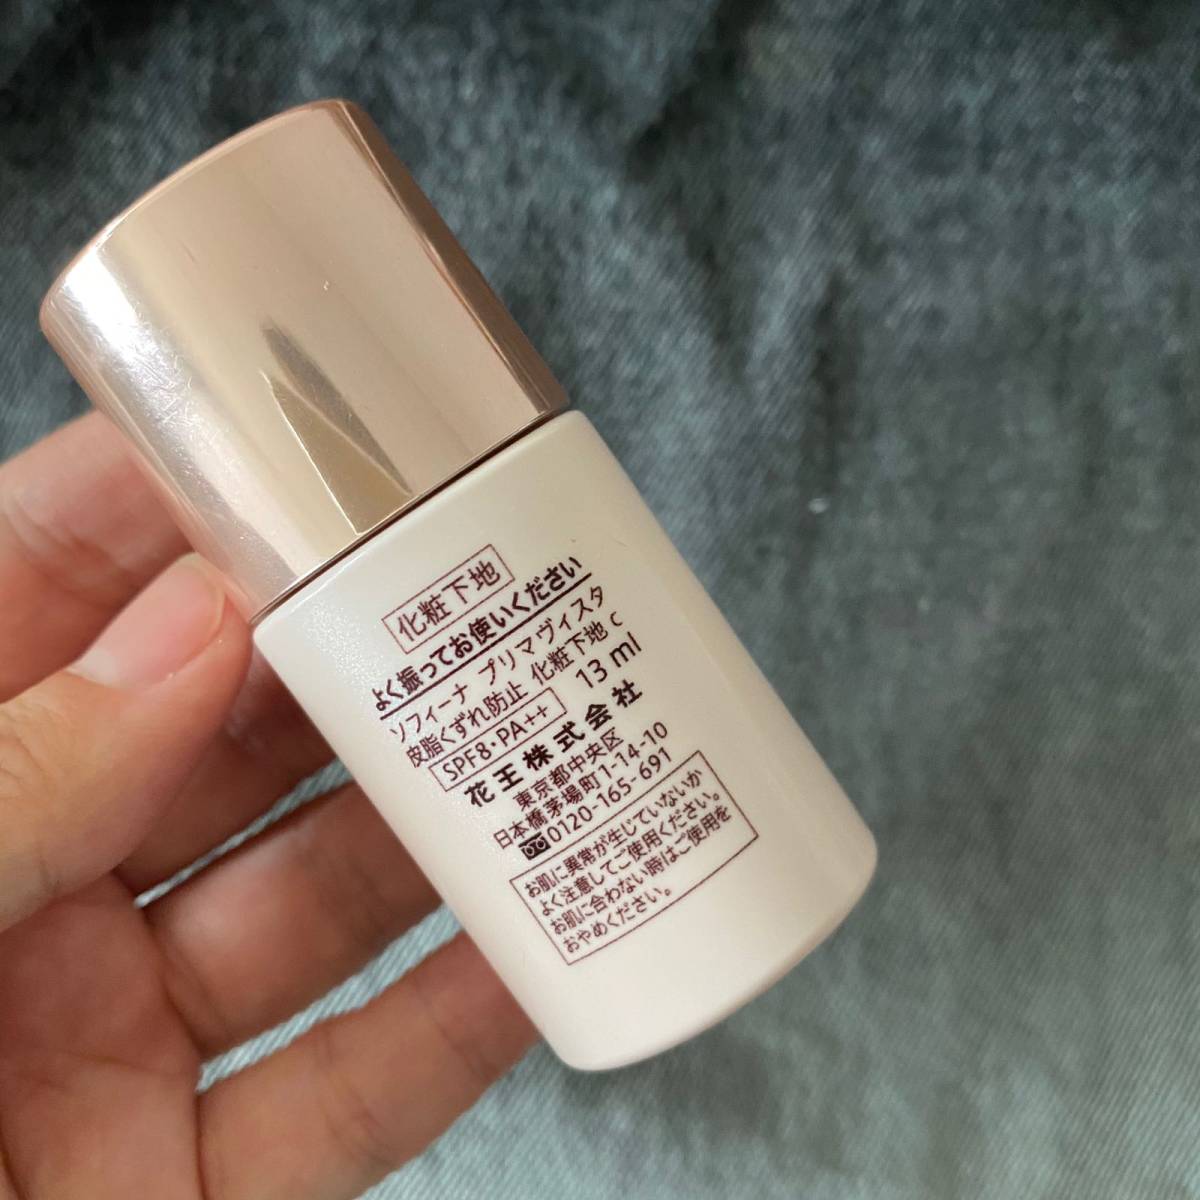 化粧下地
よく振ってお使いください
ソフィーナ プリマヴィスタ
皮脂くずれ防止 化粧下地 c
SPF8・PA++ 13 ml
花王株式会社
東京都中央区
日本橋茅場町1-14-10
0120-165-691
お肌に異常が生じていないか
よく注意してご使用ください。
お肌に合わない時はご使用を
おやめください。